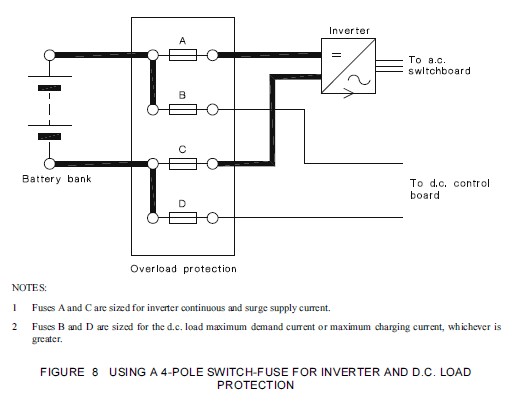 Inverter
A
=
To a.c.
switchboard
B
C
Battery bank
To d.c. control
board
D
Overload protection
NOTES:
1 Fuses A and C are sized for inverter continuous and surge supply current.
2 Fuses B and D are sized for the d.c. load maximum demand current or maximum charging current, whichever is
greater.
FIGURE 8 USING A 4-POLE SWITCH-FUSE FOR INVERTER AND D.C. LOAD
PROTECTION